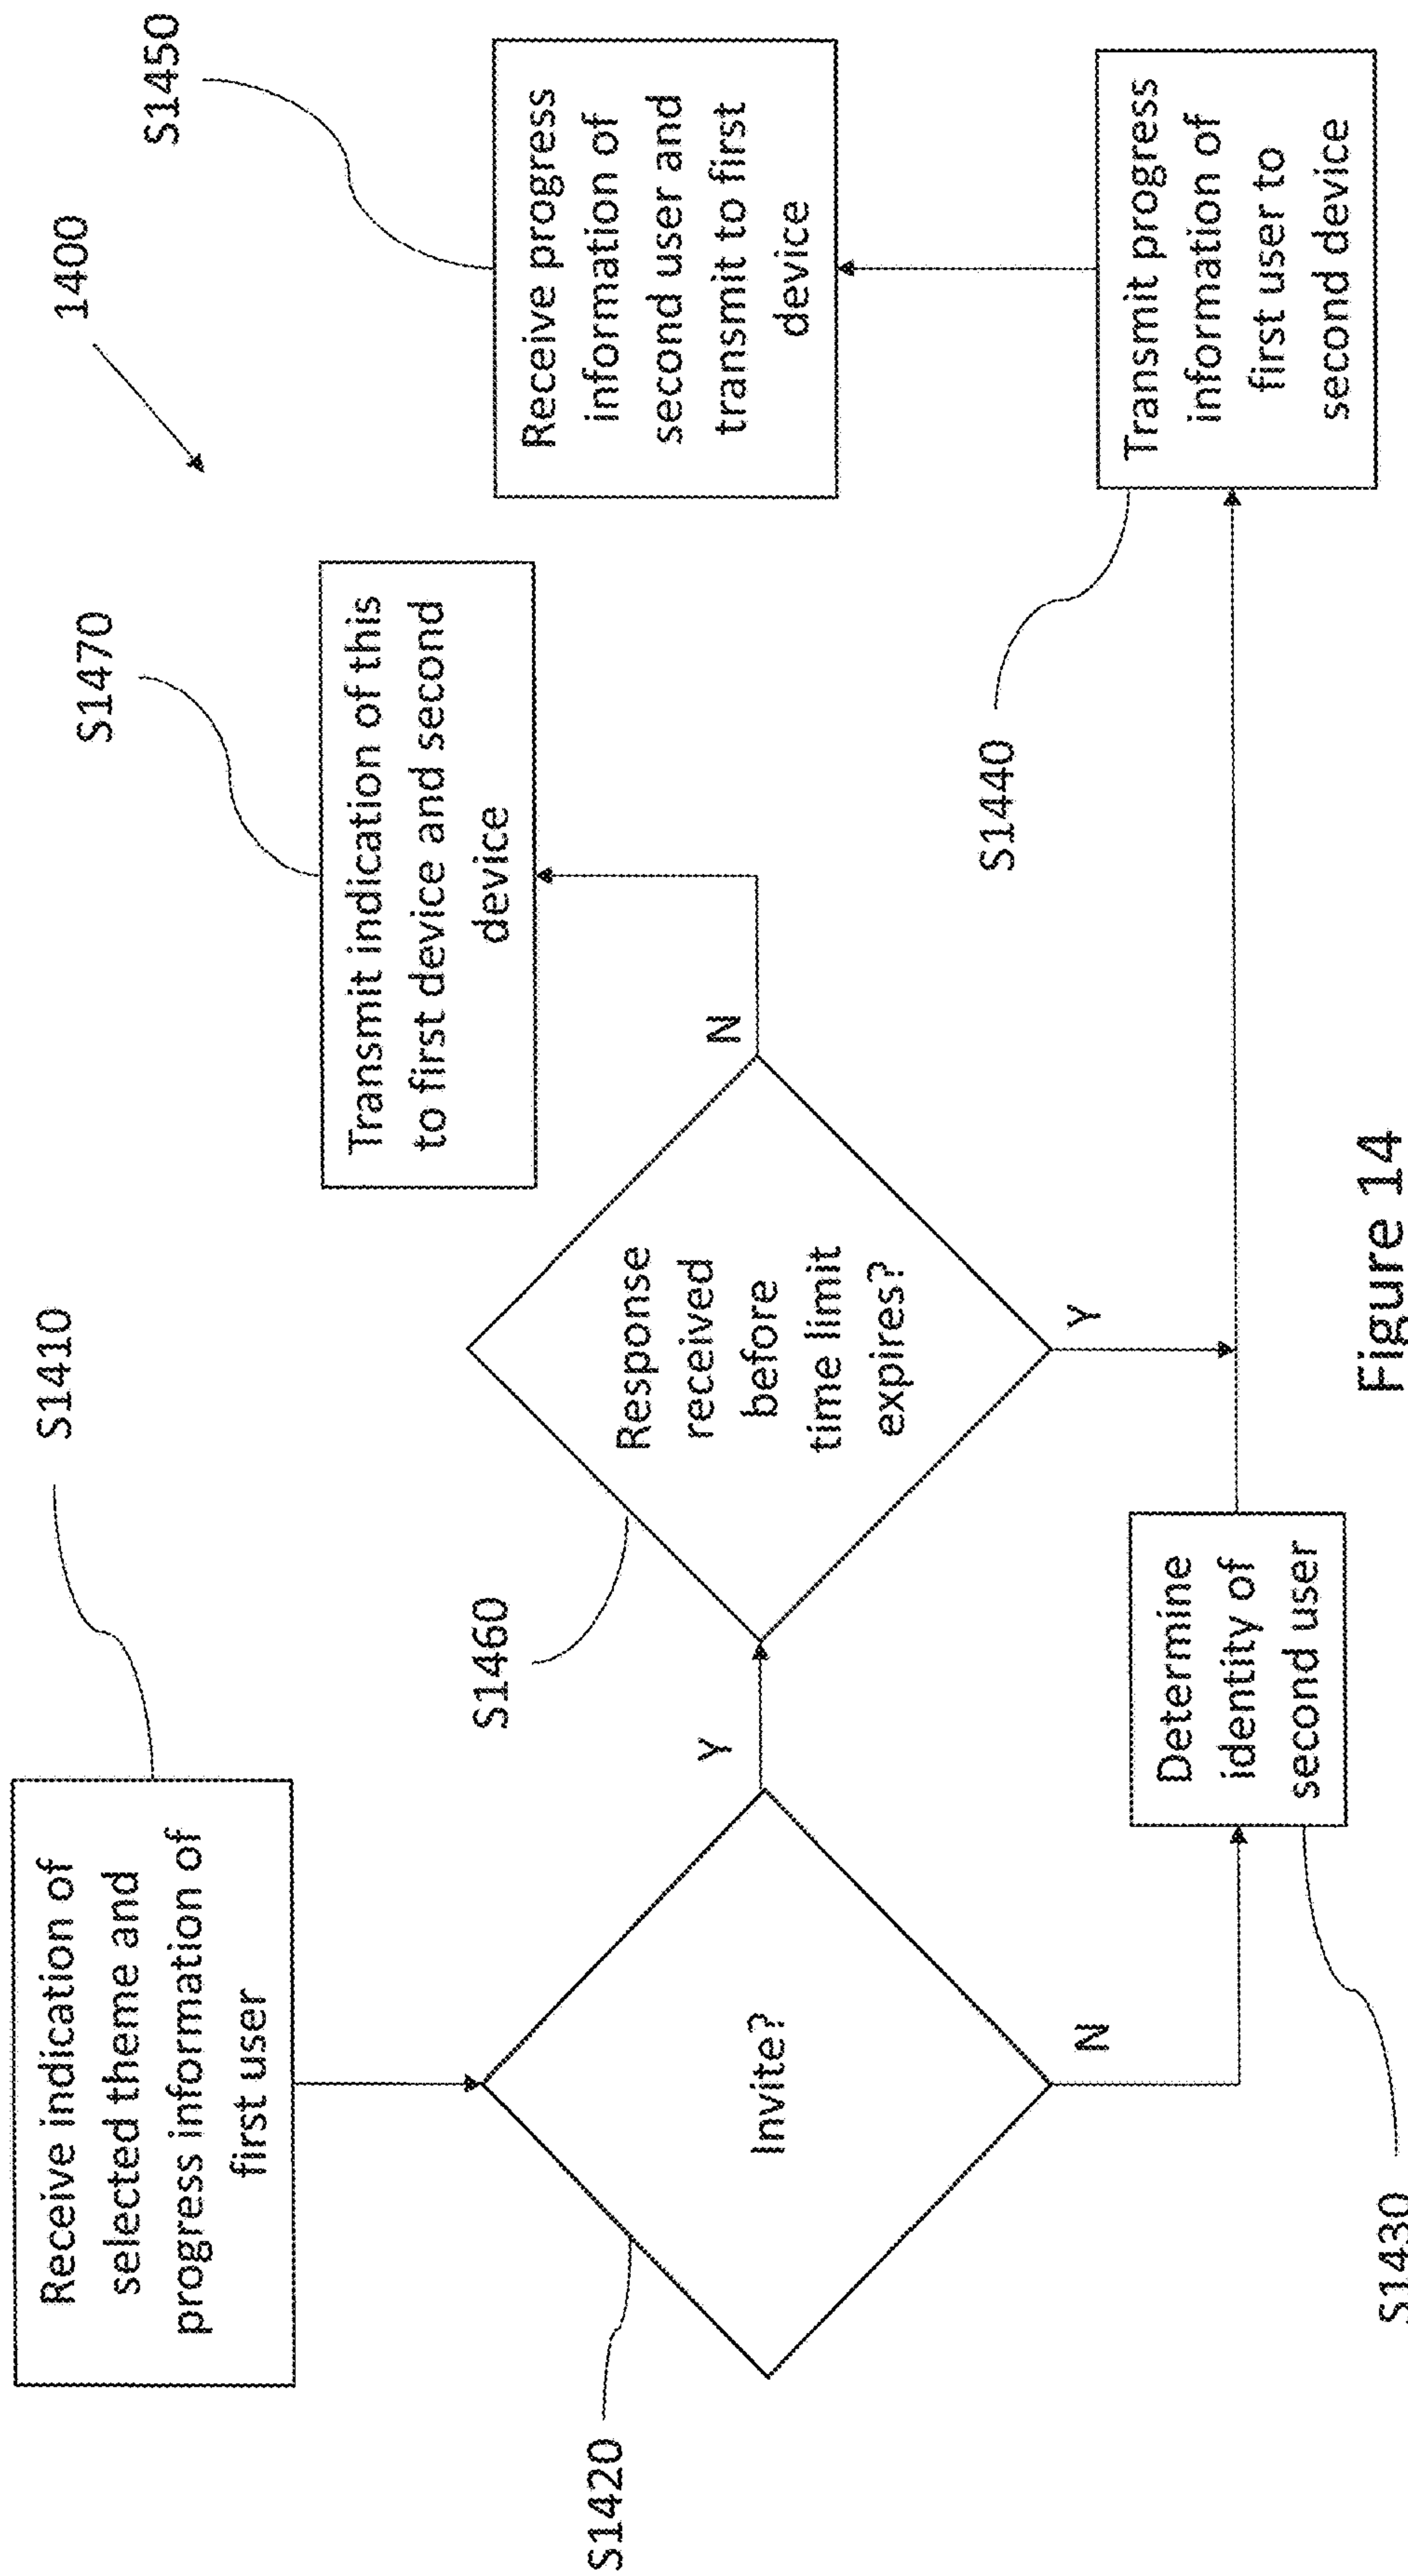 1400
S1410
Receive indication of
selected theme and
progress information of
first user
S1420
Invite?
Y
N
S1460
Response
received
before
time limit
expires?
N
Y
S1470
Transmit indication of this
to first device and second
device
S1430
Determine
identity of
second user
S1440
Transmit progress
information of
first user to
second device
S1450
Receive progress
information of
second user and
transmit to first
device
Figure 14